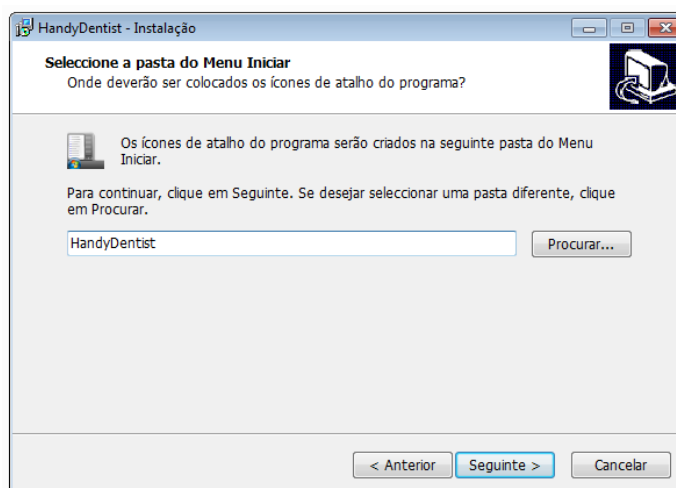 HandyDentist - Instalação
Seleccione a pasta do Menu Iniciar
Onde deverão ser colocados os ícones de atalho do programa?
Os ícones de atalho do programa serão criados na seguinte pasta do Menu
Iniciar.
Para continuar, clique em Seguinte. Se desejar seleccionar uma pasta diferente, clique
em Procurar.
HandyDentist
Procurar...
< Anterior
Seguinte >
Cancelar